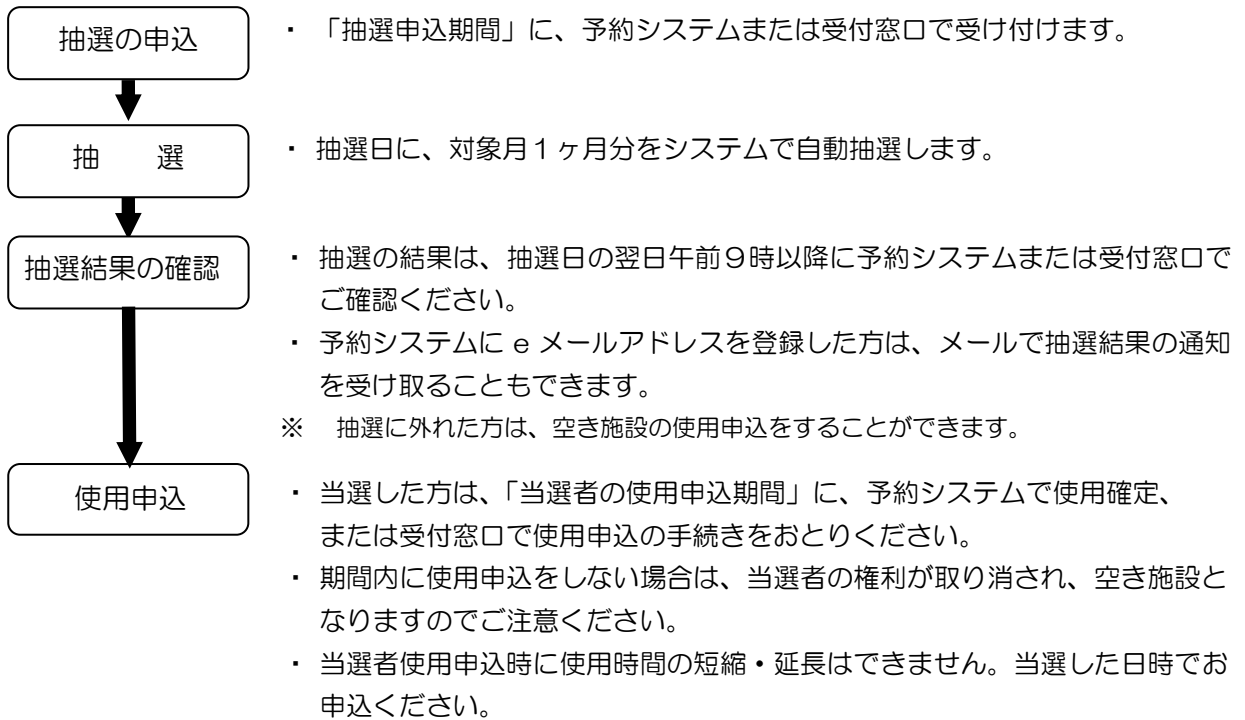 抽選の申込
・ 「抽選申込期間」に、予約システムまたは受付窓口で受け付けます。
抽　　選
・ 抽選日に、対象月1ヶ月分をシステムで自動抽選します。
抽選結果の確認
・ 抽選の結果は、抽選日の翌日午前9時以降に予約システムまたは受付窓口で
ご確認ください。
・ 予約システムに e メールアドレスを登録した方は、メールで抽選結果の通知
を受け取ることもできます。
※　抽選に外れた方は、空き施設の使用申込をすることができます。
使用申込
・ 当選した方は、「当選者の使用申込期間」に、予約システムで使用確定、
または受付窓口で使用申込の手続きをおとりください。
・ 期間内に使用申込をしない場合は、当選者の権利が取り消され、空き施設と
なりますのでご注意ください。
・ 当選者使用申込時に使用時間の短縮・延長はできません。当選した日時でお
申込ください。